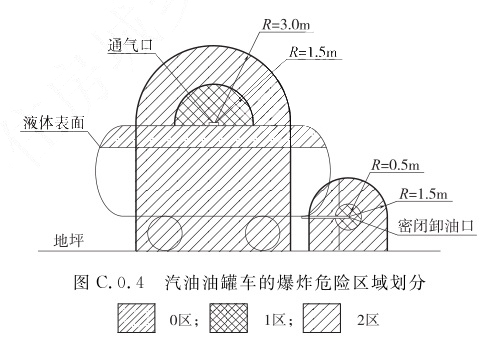 R=3.0m
通气口
R=1.5m
液体表面
R=0.5m
R=1.5m
密闭卸油口
地坪
图 C.0.4 汽油油罐车的爆炸危险区域划分
0区； 1区； 2区